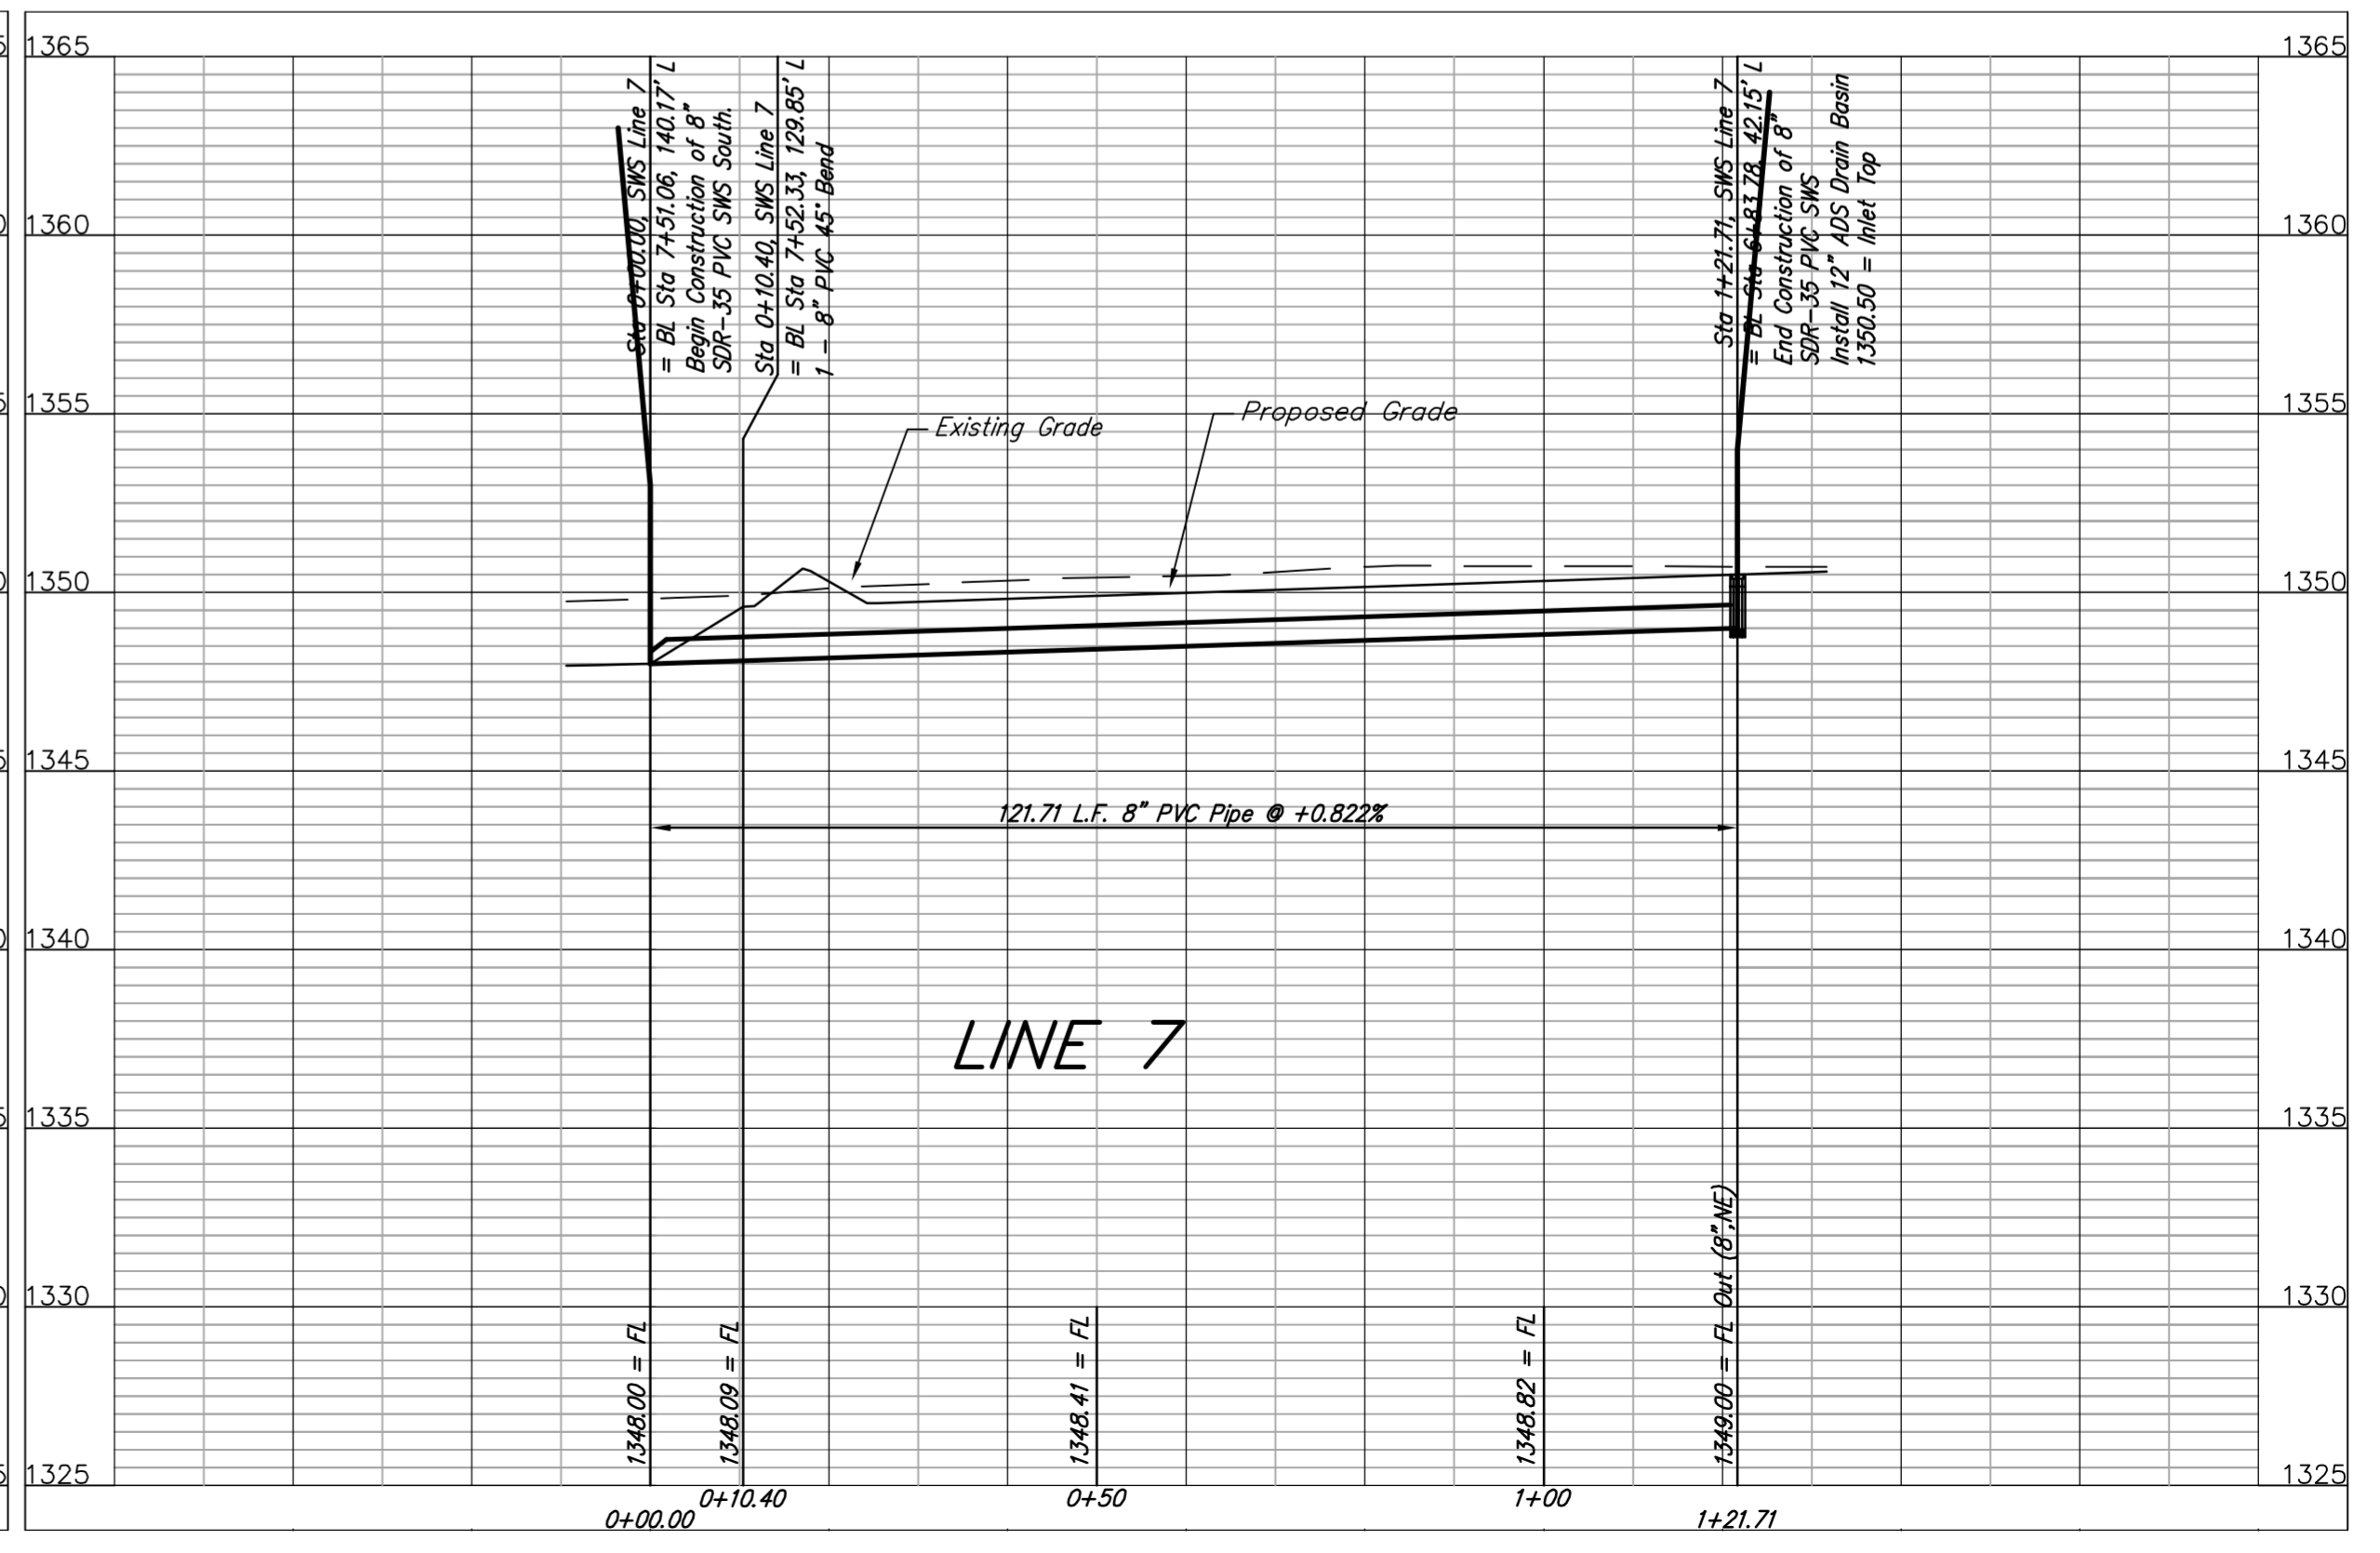 1365
1360
1355
1350
1345
1340
1335
1330
1325
Sta 0+00.00, SWS Line 7
= BL Sta 7+51.06, 140.17' L
Begin Construction of 8"
SDR-35 PVC SWS South.
Sta 0+10.40, SWS Line 7
= BL Sta 7+52.33, 129.85' L
1 - 8" PVC 45° Bend
Sta 1+21.71, SWS Line 7
= BL Sta 6+83.78, 42.15' L
End Construction of 8"
SDR-35 PVC SWS
Install 12" ADS Drain Basin
1350.50 = Inlet Top
1365
1360
1355
1350
1345
1340
1335
1330
1325
Existing Grade
Proposed Grade
121.71 L.F. 8" PVC Pipe @ +0.822%
LINE 7
1348.00 = FL
1348.09 = FL
1348.41 = FL
1348.82 = FL
1349.00 = FL Out (8",NE)
0+00.00
0+10.40
0+50
1+00
1+21.71